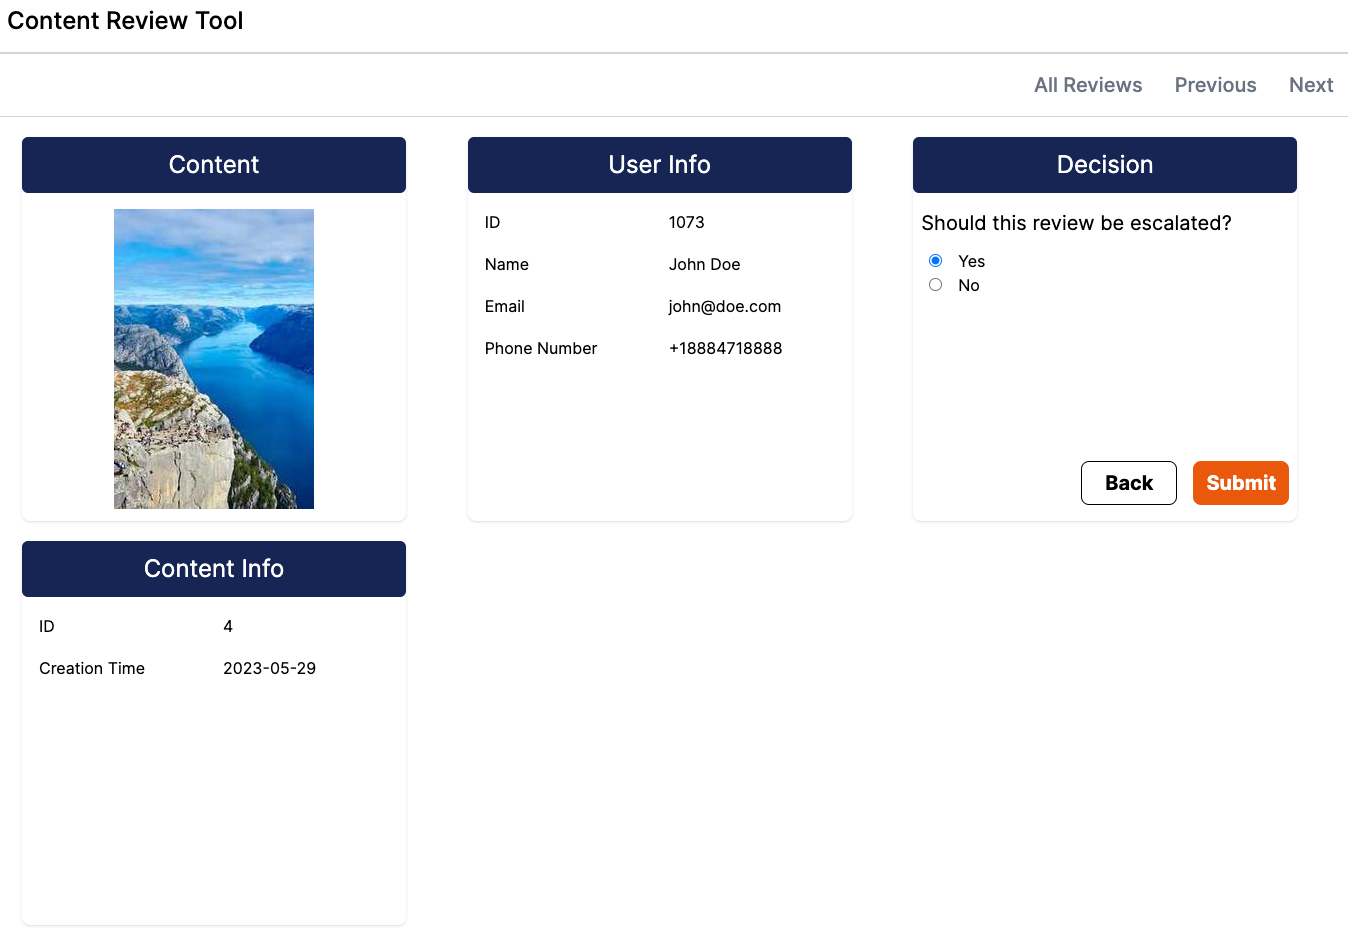 Content Review Tool
All Reviews Previous Next
Content
User Info
ID 1073
Name John Doe
Email john@doe.com
Phone Number +18884718888
Decision
Should this review be escalated?
Yes
No
Back Submit
Content Info
ID 4
Creation Time 2023-05-29